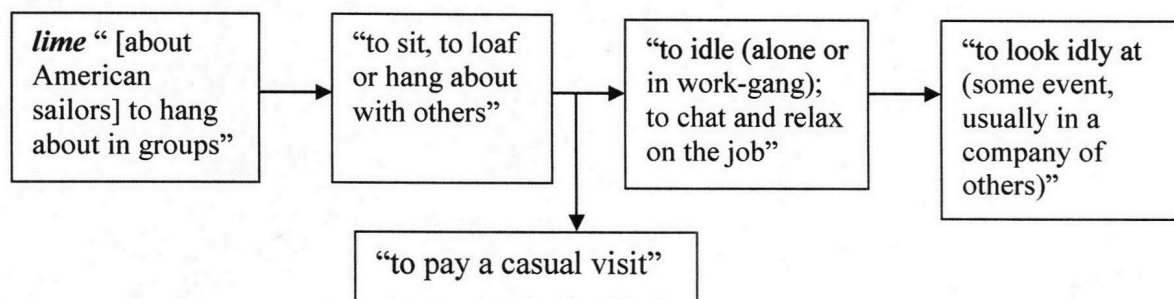 lime “ [about
American
sailors] to hang
about in groups”
“to sit, to loaf
or hang about
with others”
“to idle (alone or
in work-gang);
to chat and relax
on the job”
“to look idly at
(some event,
usually in a
company of
others)”
“to pay a casual visit”